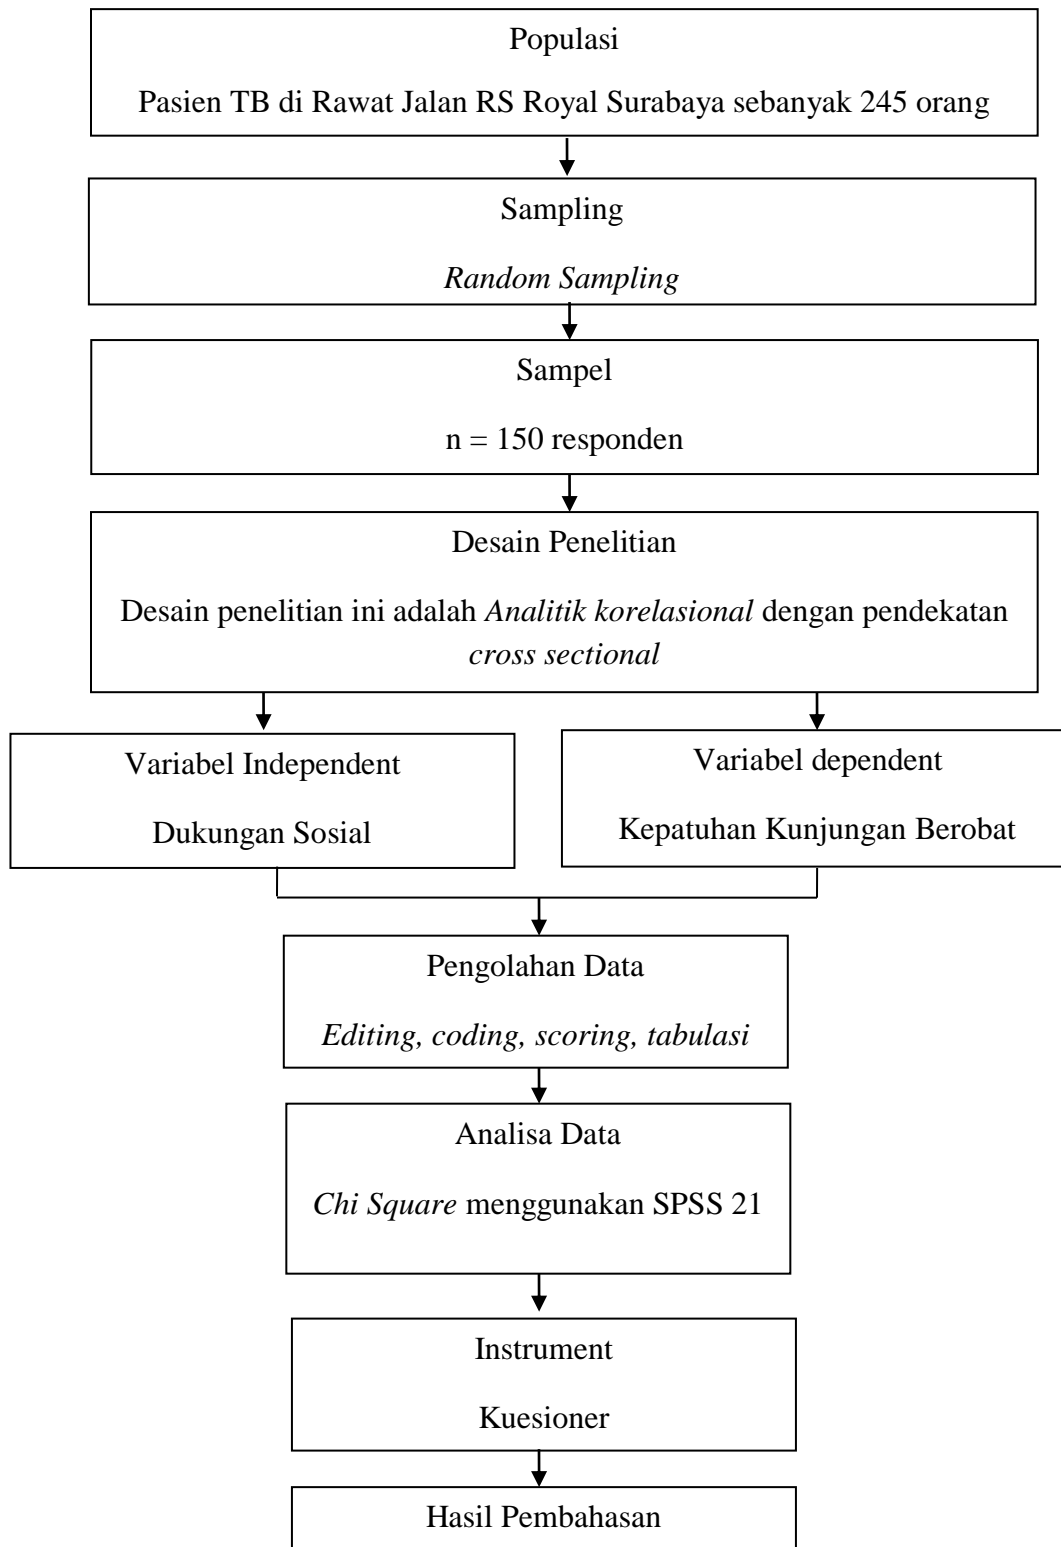 Populasi
Pasien TB di Rawat Jalan RS Royal Surabaya sebanyak 245 orang
Sampling
Random Sampling
Sampel
n = 150 responden
Desain Penelitian
Desain penelitian ini adalah Analitik korelasional dengan pendekatan
cross sectional
Variabel Independent
Dukungan Sosial
Variabel dependent
Kepatuhan Kunjungan Berobat
Pengolahan Data
Editing, coding, scoring, tabulasi
Analisa Data
Chi Square menggunakan SPSS 21
Instrument
Kuesioner
Hasil Pembahasan